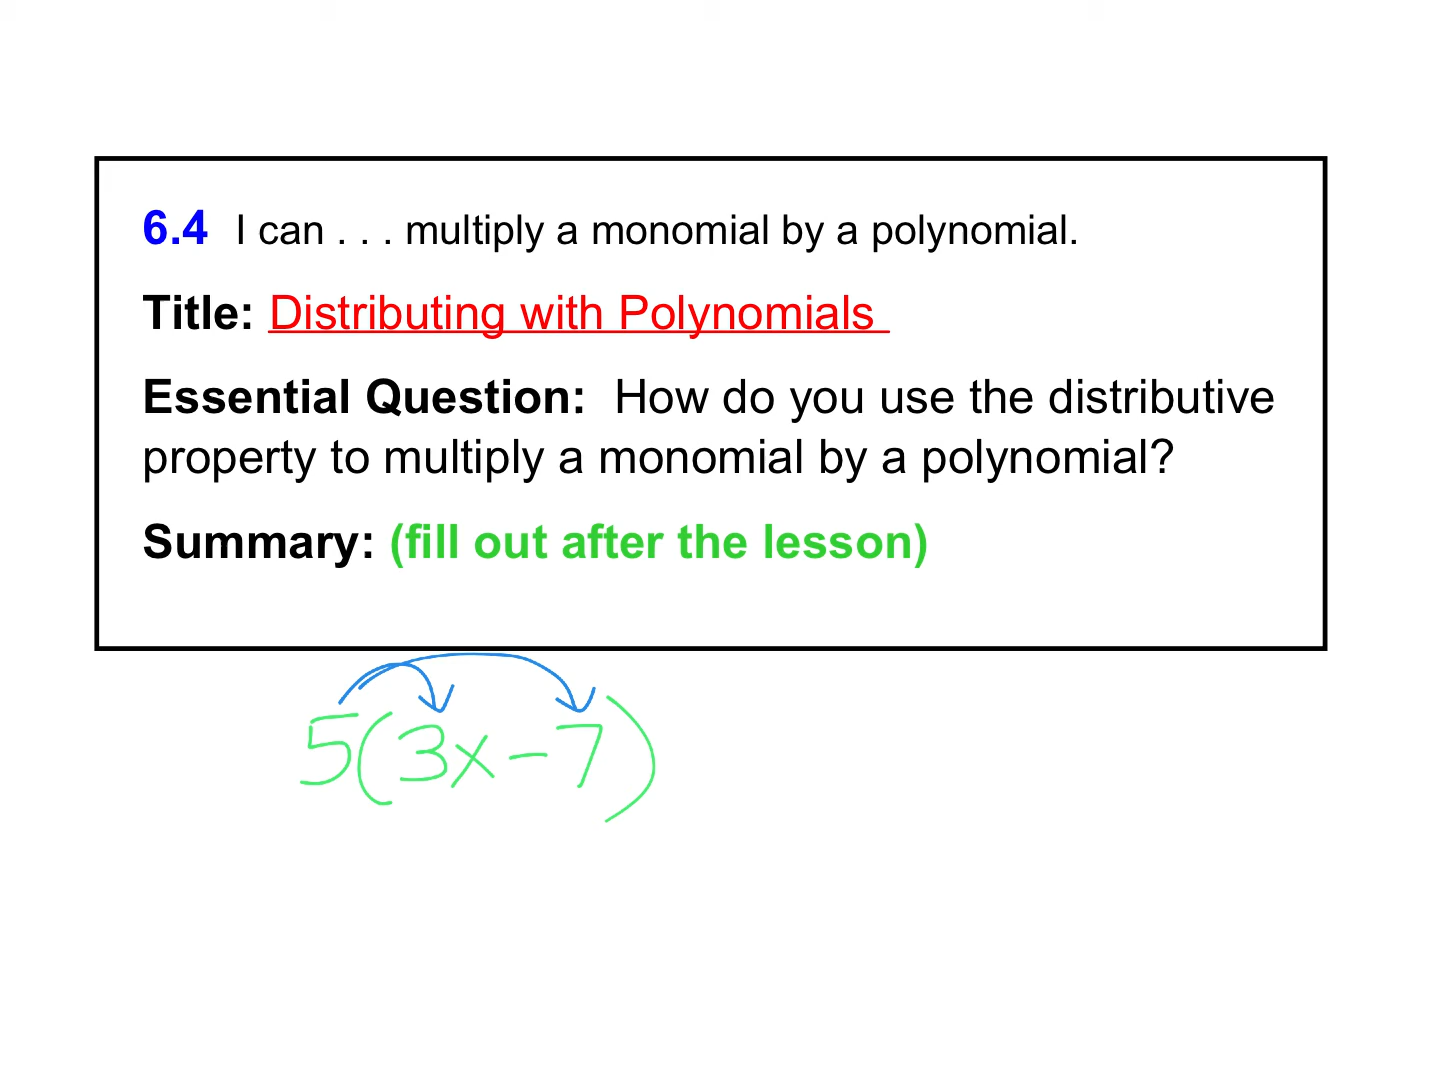 6.4 I can . . . multiply a monomial by a polynomial.
Title: Distributing with Polynomials
Essential Question: How do you use the distributive
property to multiply a monomial by a polynomial?
Summary: (fill out after the lesson)
5(3x-7)